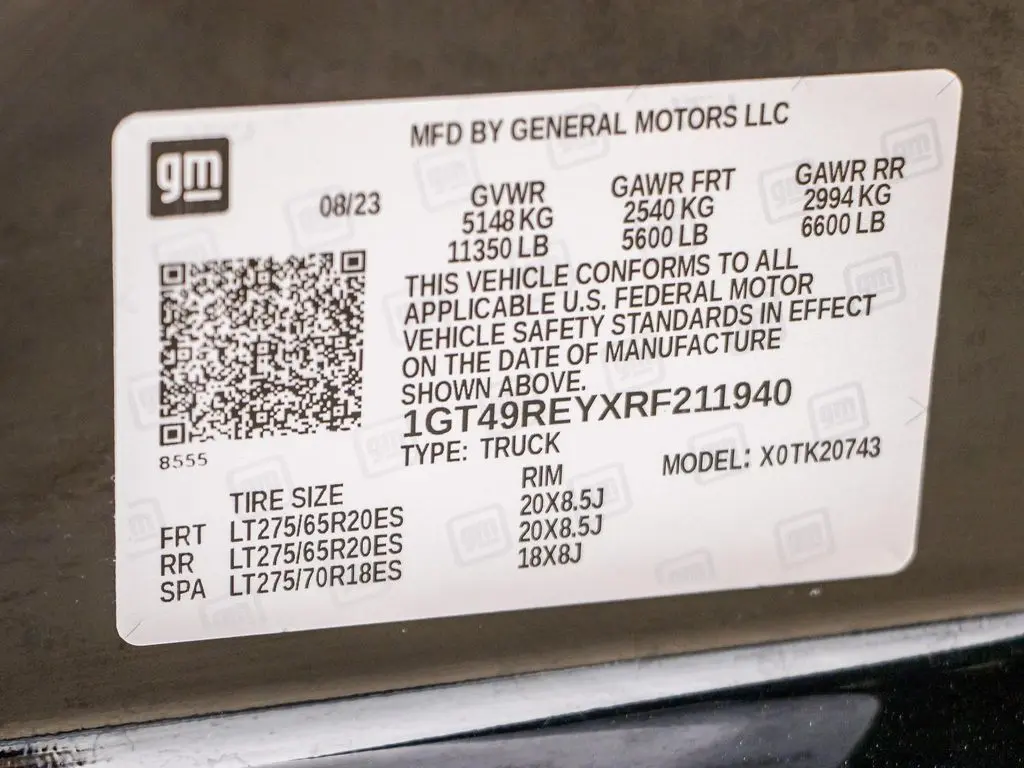 MFD BY GENERAL MOTORS LLC
gm
08/23
GVWR
5148 KG
11350 LB
GAWR FRT
2540 KG
5600 LB
GAWR RR
2994 KG
6600 LB
THIS VEHICLE CONFORMS TO ALL
APPLICABLE U.S. FEDERAL MOTOR
VEHICLE SAFETY STANDARDS IN EFFECT
ON THE DATE OF MANUFACTURE
SHOWN ABOVE.
1GT49REYXRF211940
TYPE: TRUCK
MODEL: X0TK20743
8555
TIRE SIZE RIM
FRT LT275/65R20ES 20X8.5J
RR LT275/65R20ES 20X8.5J
SPA LT275/70R18ES 18X8J